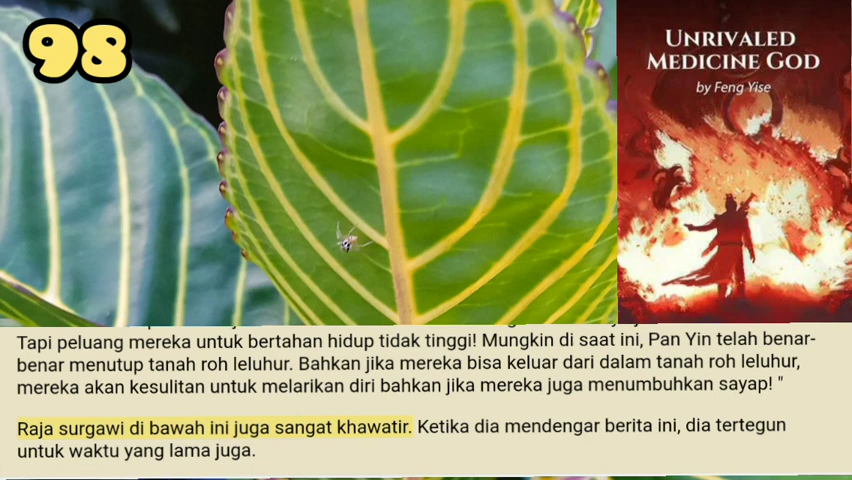 98
UNRIVALED
MEDICINE GOD
by Feng Yise
Tapi peluang mereka untuk bertahan hidup tidak tinggi! Mungkin di saat ini, Pan Yin telah benar-
benar menutup tanah roh leluhur. Bahkan jika mereka bisa keluar dari dalam tanah roh leluhur,
mereka akan kesulitan untuk melarikan diri bahkan jika mereka juga menumbuhkan sayap! "
Raja surgawi di bawah ini juga sangat khawatir. Ketika dia mendengar berita ini, dia tertegun
untuk waktu yang lama juga.